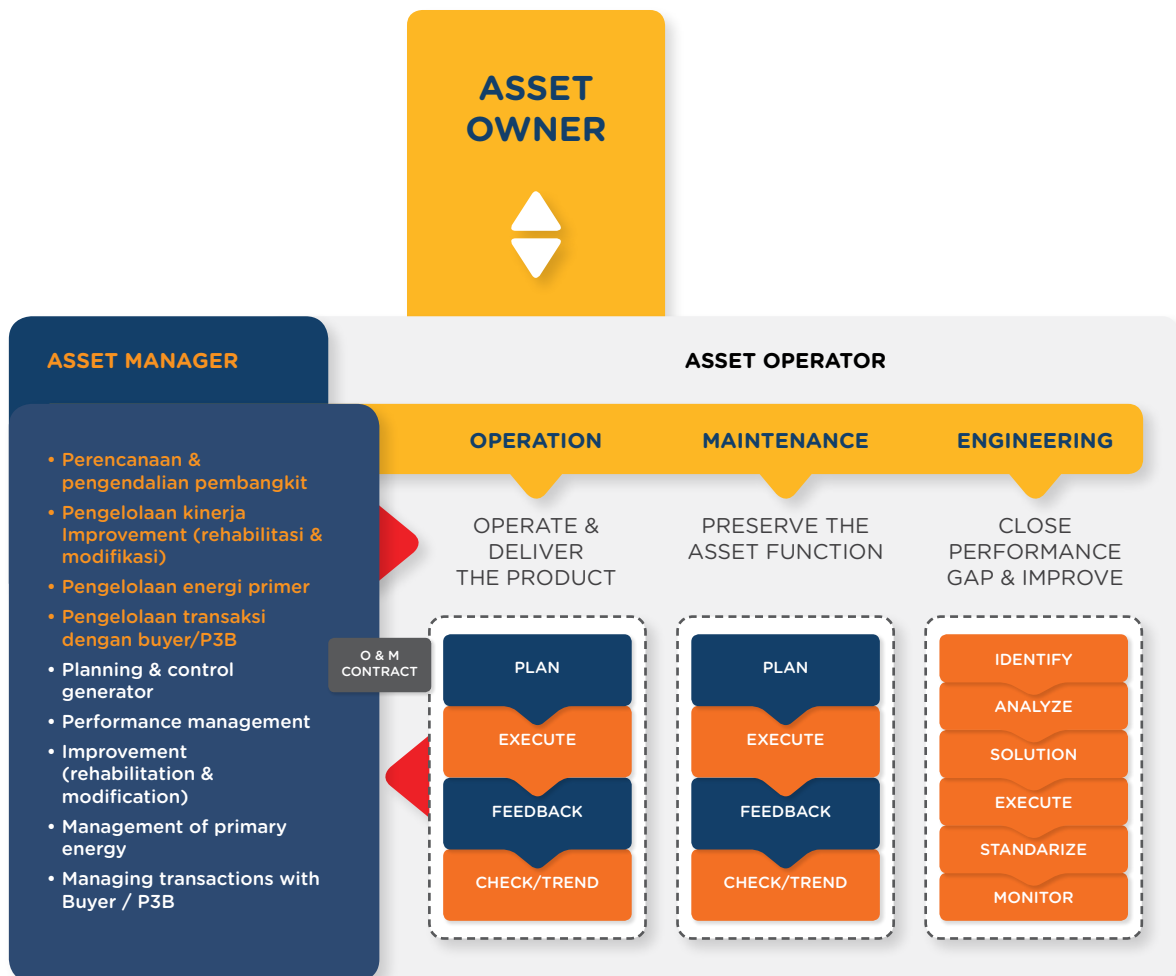 ASSET
OWNER
ASSET MANAGER
• Perencanaan &
pengendalian pembangkit
• Pengelolaan kinerja
Improvement (rehabilitasi &
modifikasi)
• Pengelolaan energi primer
• Pengelolaan transaksi
dengan buyer/P3B
• Planning & control
generator
• Performance management
• Improvement
(rehabilitation &
modification)
• Management of primary
energy
• Managing transactions with
Buyer / P3B
O & M
CONTRACT
ASSET OPERATOR
OPERATION
OPERATE &
DELIVER
THE PRODUCT
PLAN
EXECUTE
FEEDBACK
CHECK/TREND
MAINTENANCE
PRESERVE THE
ASSET FUNCTION
PLAN
EXECUTE
FEEDBACK
CHECK/TREND
ENGINEERING
CLOSE
PERFORMANCE
GAP & IMPROVE
IDENTIFY
ANALYZE
SOLUTION
EXECUTE
STANDARIZE
MONITOR